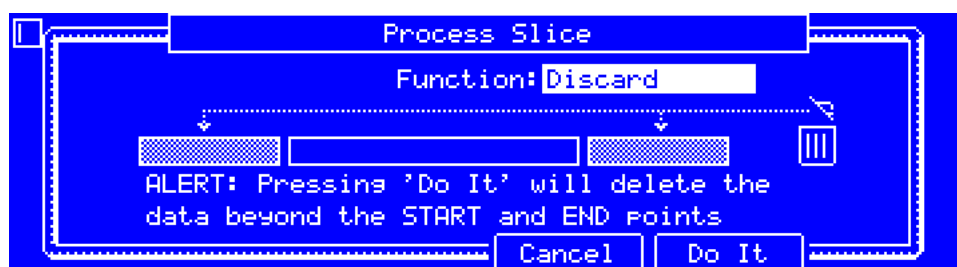 Process Slice
Function:Discard
ALERT: Pressing 'Do It' will delete the
data beyond the START and END points
Cancel
Do It